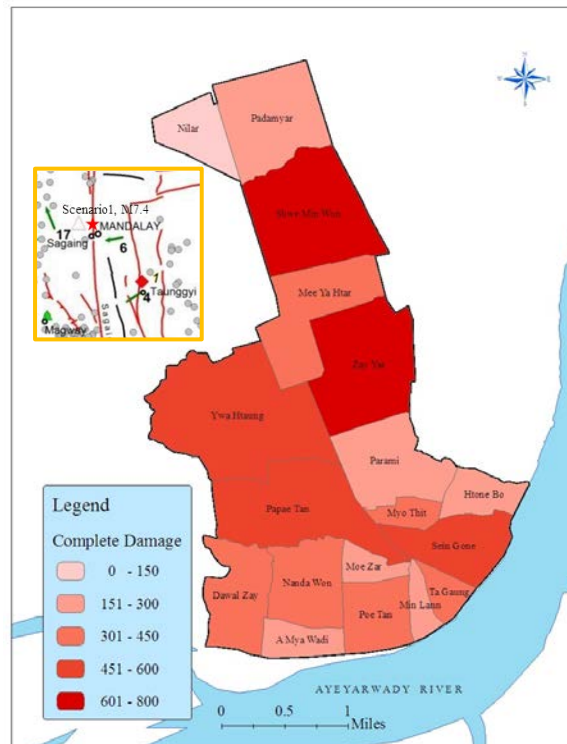 Padamyar
Nilar
Shwe Min Won
Scenario1, M7.4
17
MANDALAY
Sagaing
6
1
4
Taunggyi
Sagai
Magway
Mee Ya Htar
Zay Yar
Ywa Htaung
Parami
Htone Bo
Papae Tan
Myo Thit
Sein Gone
Moe Zar
Dawal Zay
Nanda Won
Poe Tan
Min Lann
Ta Gaung
A Mya Wadi
Legend
Complete Damage
0 - 150
151 - 300
301 - 450
451 - 600
601 - 800
AYEYARWADY RIVER
0 0.5 1
Miles